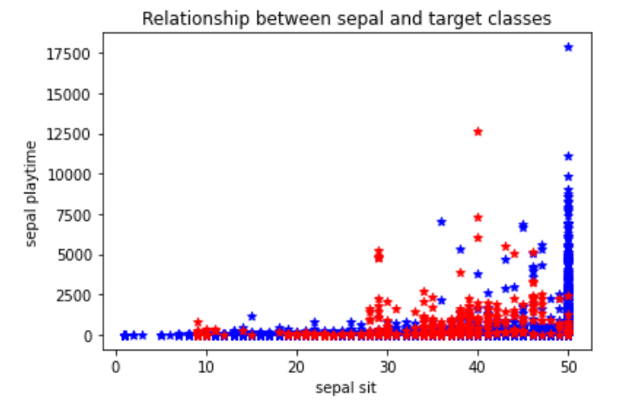 Relationship between sepal and target classes
17500
15000
12500
10000
7500
5000
2500
0
sepal playtime
0 10 20 30 40 50
sepal sit